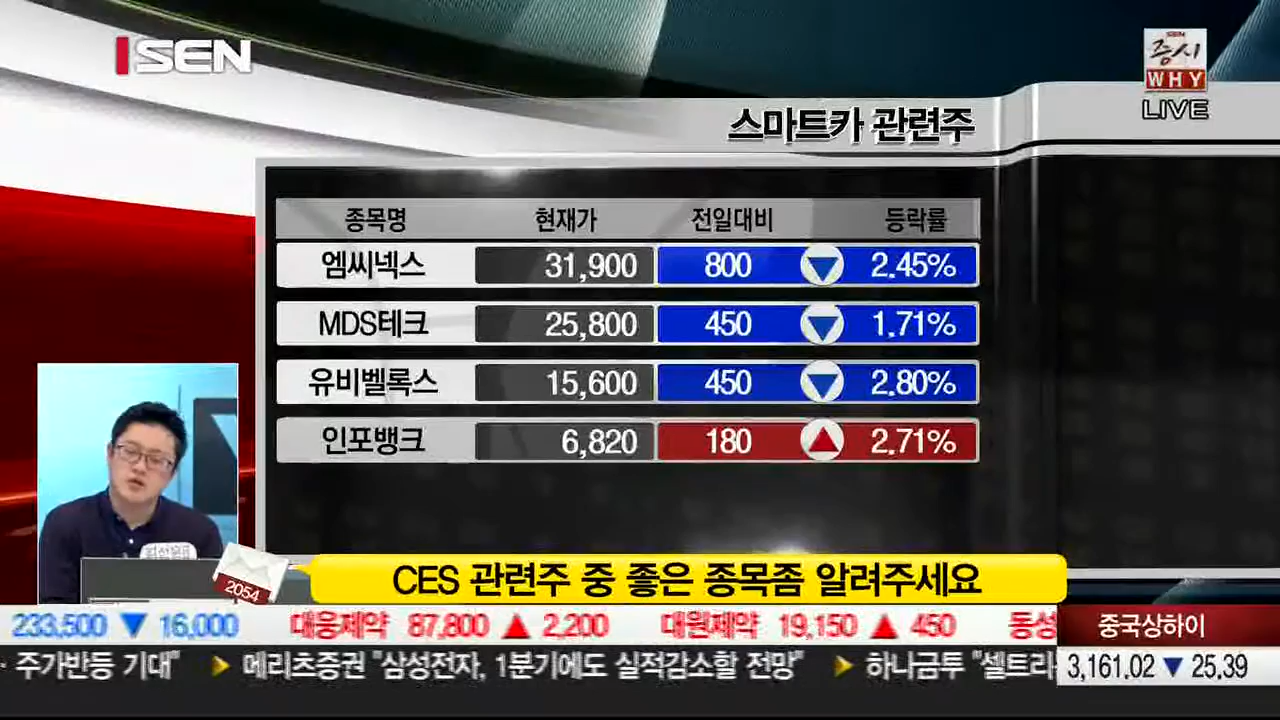 SEN
SEN
증시
WHY
LIVE
스마트카 관련주
종목명 현재가 전일대비 등락률
엠씨넥스 31,900 800 ▼ 2.45%
MDS테크 25,800 450 ▼ 1.71%
유비벨록스 15,600 450 ▼ 2.80%
인포뱅크 6,820 180 ▲ 2.71%
2054
CES 관련주 중 좋은 종목좀 알려주세요
233,500 ▼ 16,000 대웅제약 87,800 ▲ 2,200 대원제약 19,150 ▲ 450 동성
중국상하이
주가반등 기대" ▶ 메리츠증권 "삼성전자, 1분기에도 실적감소할 전망" ▶ 하나금투 "셀트리
3,161.02 ▼ 25.39